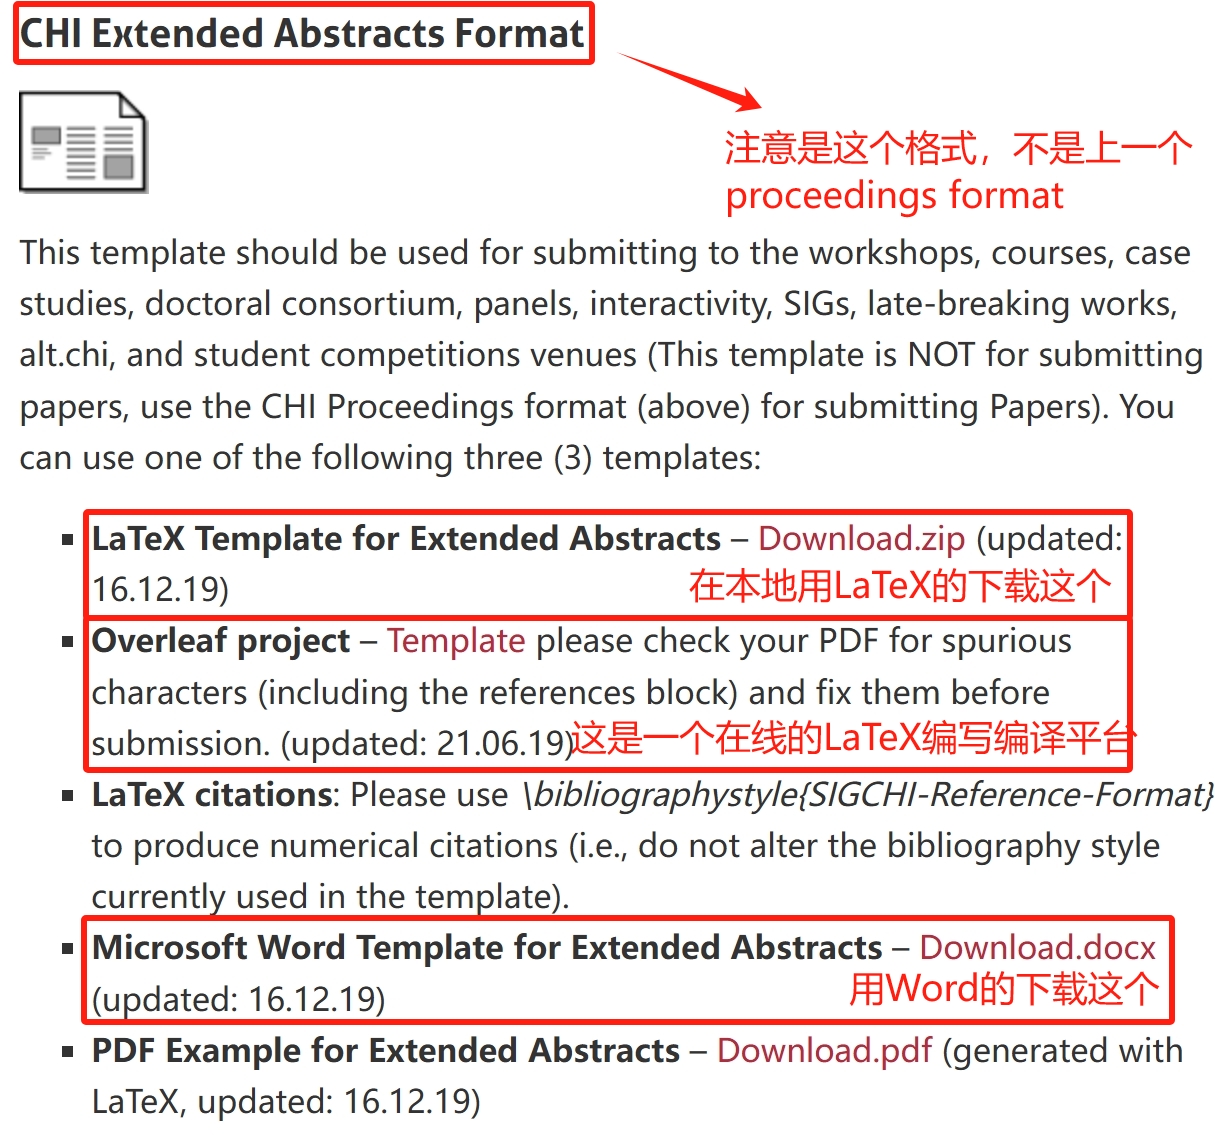 CHI Extended Abstracts Format
注意是这个格式，不是上一个
proceedings format
This template should be used for submitting to the workshops, courses, case
studies, doctoral consortium, panels, interactivity, SIGs, late-breaking works,
alt.chi, and student competitions venues (This template is NOT for submitting
papers, use the CHI Proceedings format (above) for submitting Papers). You
can use one of the following three (3) templates:
▪ LaTeX Template for Extended Abstracts – Download.zip (updated:
16.12.19)
在本地用LaTeX的下载这个
▪ Overleaf project – Template please check your PDF for spurious
characters (including the references block) and fix them before
submission. (updated: 21.06.19)
这是一个在线的LaTeX编写编译平台
▪ LaTeX citations: Please use \bibliographystyle{SIGCHI-Reference-Format}
to produce numerical citations (i.e., do not alter the bibliography style
currently used in the template).
▪ Microsoft Word Template for Extended Abstracts – Download.docx
(updated: 16.12.19)
用Word的下载这个
▪ PDF Example for Extended Abstracts – Download.pdf (generated with
LaTeX, updated: 16.12.19)